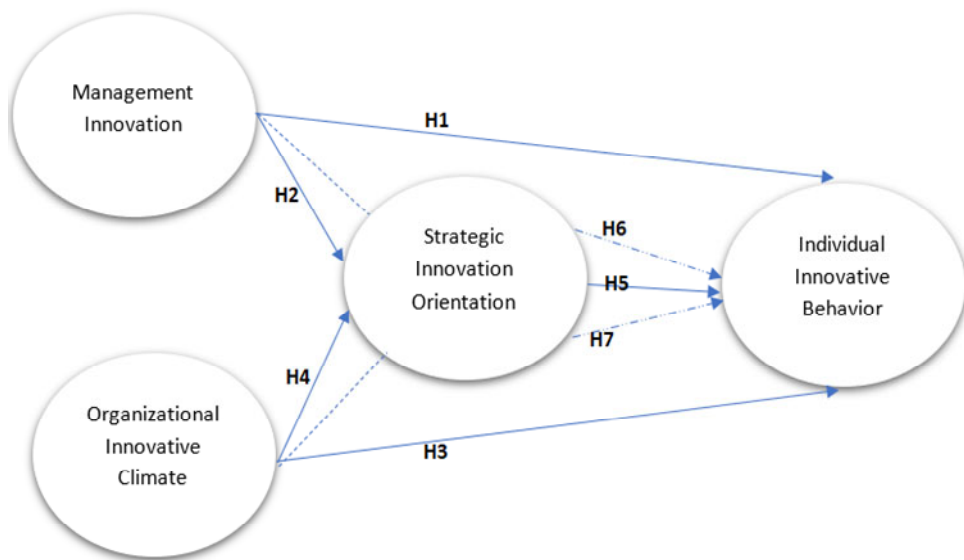 Management
Innovation
H1
H2
Strategic
Innovation
Orientation
H6
H5
H7
Individual
Innovative
Behavior
H4
Organizational
Innovative
Climate
H3